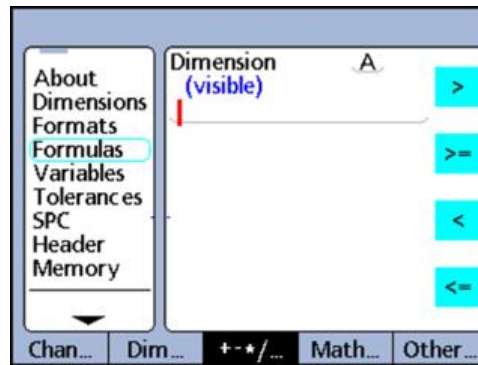 About
Dimensions
Formats
Formulas
Variables
Tolerances
SPC
Header
Memory
Dimension A
(visible)
>
>=
<
<=
Chan... Dim... +-*/... Math... Other...